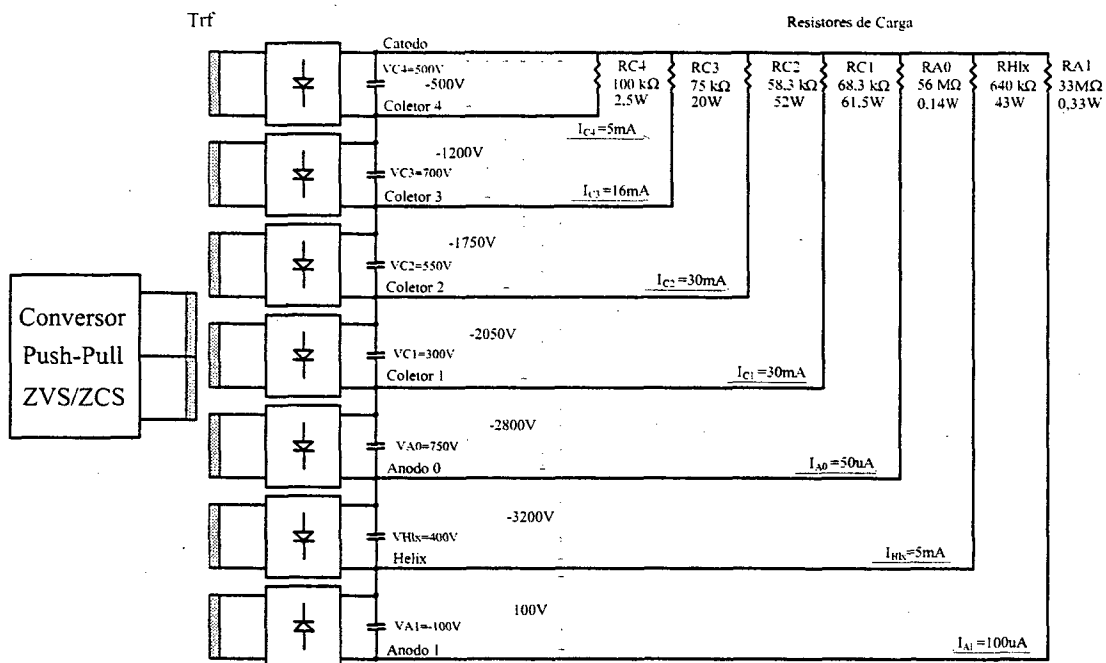 Trf
Resistores de Carga
Catodo
VC4=500V
-500V
Coletor 4
RC4
100 kΩ
2.5W
RC3
75 kΩ
20W
RC2
58.3 kΩ
52W
RC1
68.3 kΩ
61.5W
RA0
56 MΩ
0.14W
RHlx
640 kΩ
43W
RA1
33MΩ
0,33W
IC4=5mA
-1200V
VC3=700V
Coletor 3
IC3=16mA
-1750V
VC2=550V
Coletor 2
IC2=30mA
Conversor
Push-Pull
ZVS/ZCS
-2050V
VC1=300V
Coletor 1
IC1=30mA
-2800V
VA0=750V
Anodo 0
IA0=50uA
-3200V
VHlx=400V
Helix
IHlx=5mA
100V
VA1=-100V
Anodo 1
IA1=100uA